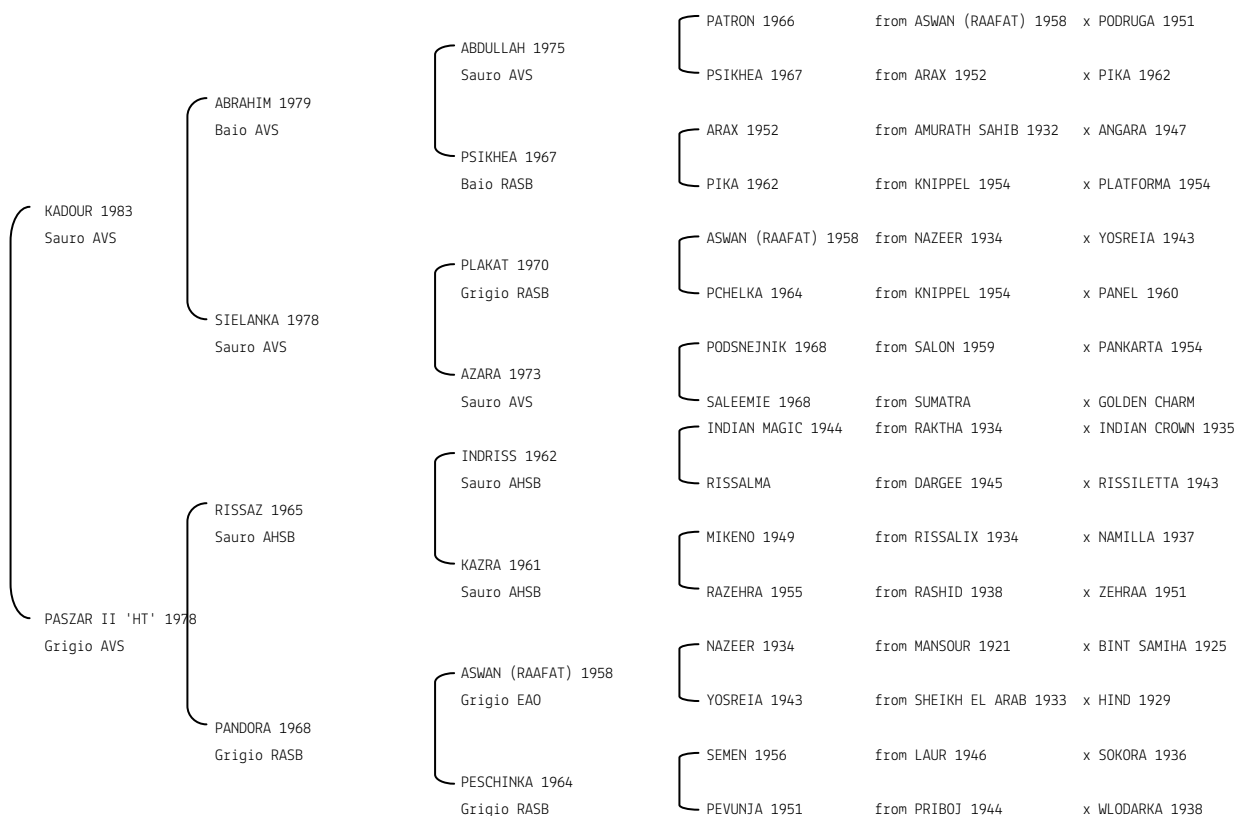 PATRON 1966 from ASWAN (RAAFAT) 1958 x PODRUGA 1951
ABDULLAH 1975
Sauro AVS
PSIKHEA 1967 from ARAX 1952 x PIKA 1962
ABRAHIM 1979
Baio AVS
ARAX 1952 from AMURATH SAHIB 1932 x ANGARA 1947
PSIKHEA 1967
Baio RASB
PIKA 1962 from KNIPPEL 1954 x PLATFORMA 1954
KADOUR 1983
Sauro AVS
ASWAN (RAAFAT) 1958 from NAZEER 1934 x YOSREIA 1943
PLAKAT 1970
Grigio RASB
PCHELKA 1964 from KNIPPEL 1954 x PANEL 1960
SIELANKA 1978
Sauro AVS
PODSNEJNIK 1968 from SALON 1959 x PANKARTA 1954
AZARA 1973
Sauro AVS
SALEEMIE 1968 from SUMATRA x GOLDEN CHARM
INDIAN MAGIC 1944 from RAKTHA 1934 x INDIAN CROWN 1935
INDRISS 1962
Sauro AHSB
RISSALMA from DARGEE 1945 x RISSILETTA 1943
RISSAZ 1965
Sauro AHSB
MIKENO 1949 from RISSALIX 1934 x NAMILLA 1937
KAZRA 1961
Sauro AHSB
RAZEHRA 1955 from RASHID 1938 x ZEHRAA 1951
PASZAR II 'HT' 1978
Grigio AVS
NAZEER 1934 from MANSOUR 1921 x BINT SAMIHA 1925
ASWAN (RAAFAT) 1958
Grigio EAO
YOSREIA 1943 from SHEIKH EL ARAB 1933 x HIND 1929
PANDORA 1968
Grigio RASB
SEMEN 1956 from LAUR 1946 x SOKORA 1936
PESCHINKA 1964
Grigio RASB
PEVUNJA 1951 from PRIBOJ 1944 x WLODARKA 1938